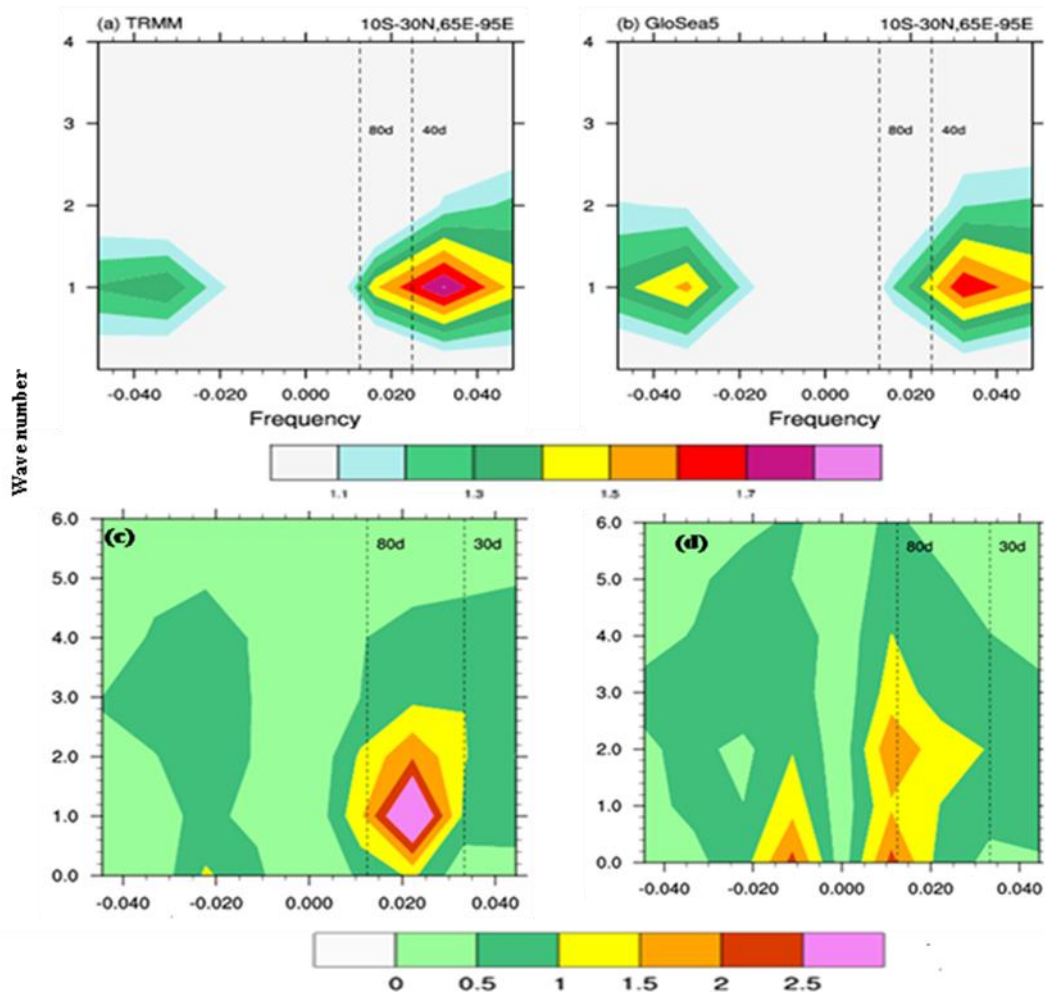 (a) TRMM 10S-30N,65E-95E (b) GloSea5 10S-30N,65E-95E
4 4
3 80d 40d 3 80d 40d
2 2
1 1
-0.040 -0.020 0.000 0.020 0.040 -0.040 -0.020 0.000 0.020 0.040
Frequency Frequency
Wave number
1.1 1.3 1.5 1.7
6.0 (c) 80d 30d 6.0 (d) 80d 30d
5.0 5.0
4.0 4.0
3.0 3.0
2.0 2.0
1.0 1.0
0.0 0.0
-0.040 -0.020 0.000 0.020 0.040 -0.040 -0.020 0.000 0.020 0.040
0 0.5 1 1.5 2 2.5